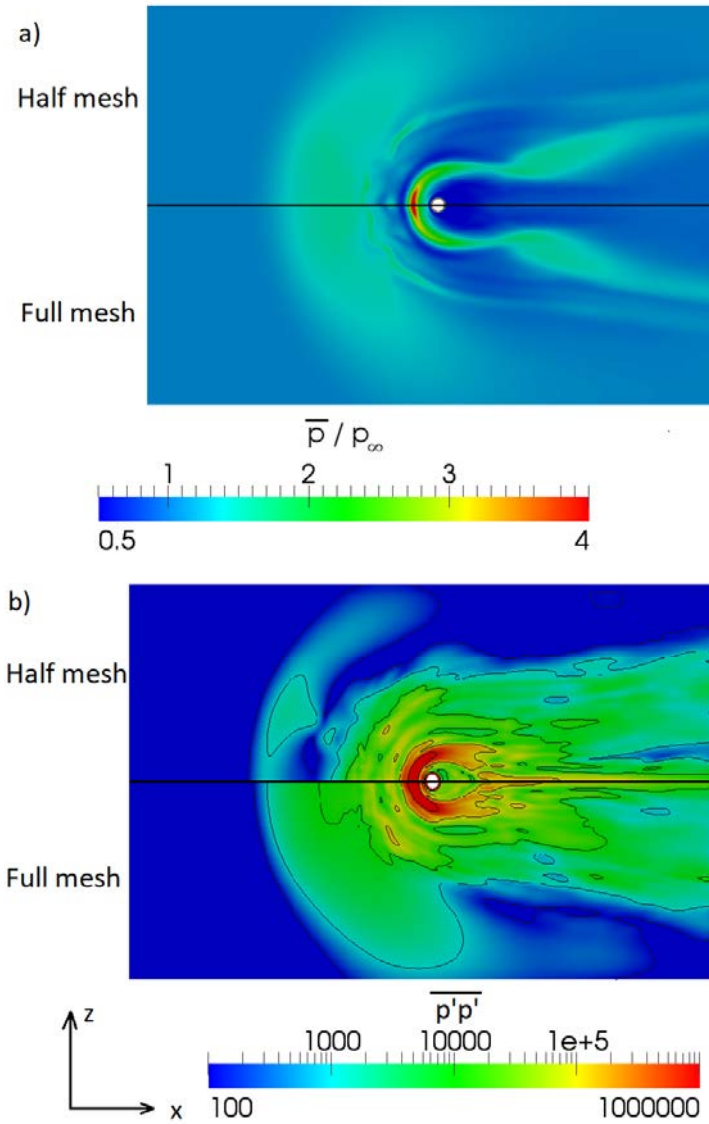 a)
Half mesh
Full mesh
p / p∞
1 2 3
0.5 4
b)
Half mesh
Full mesh
z
x
p'p'
1000 10000 1e+5
100 1000000